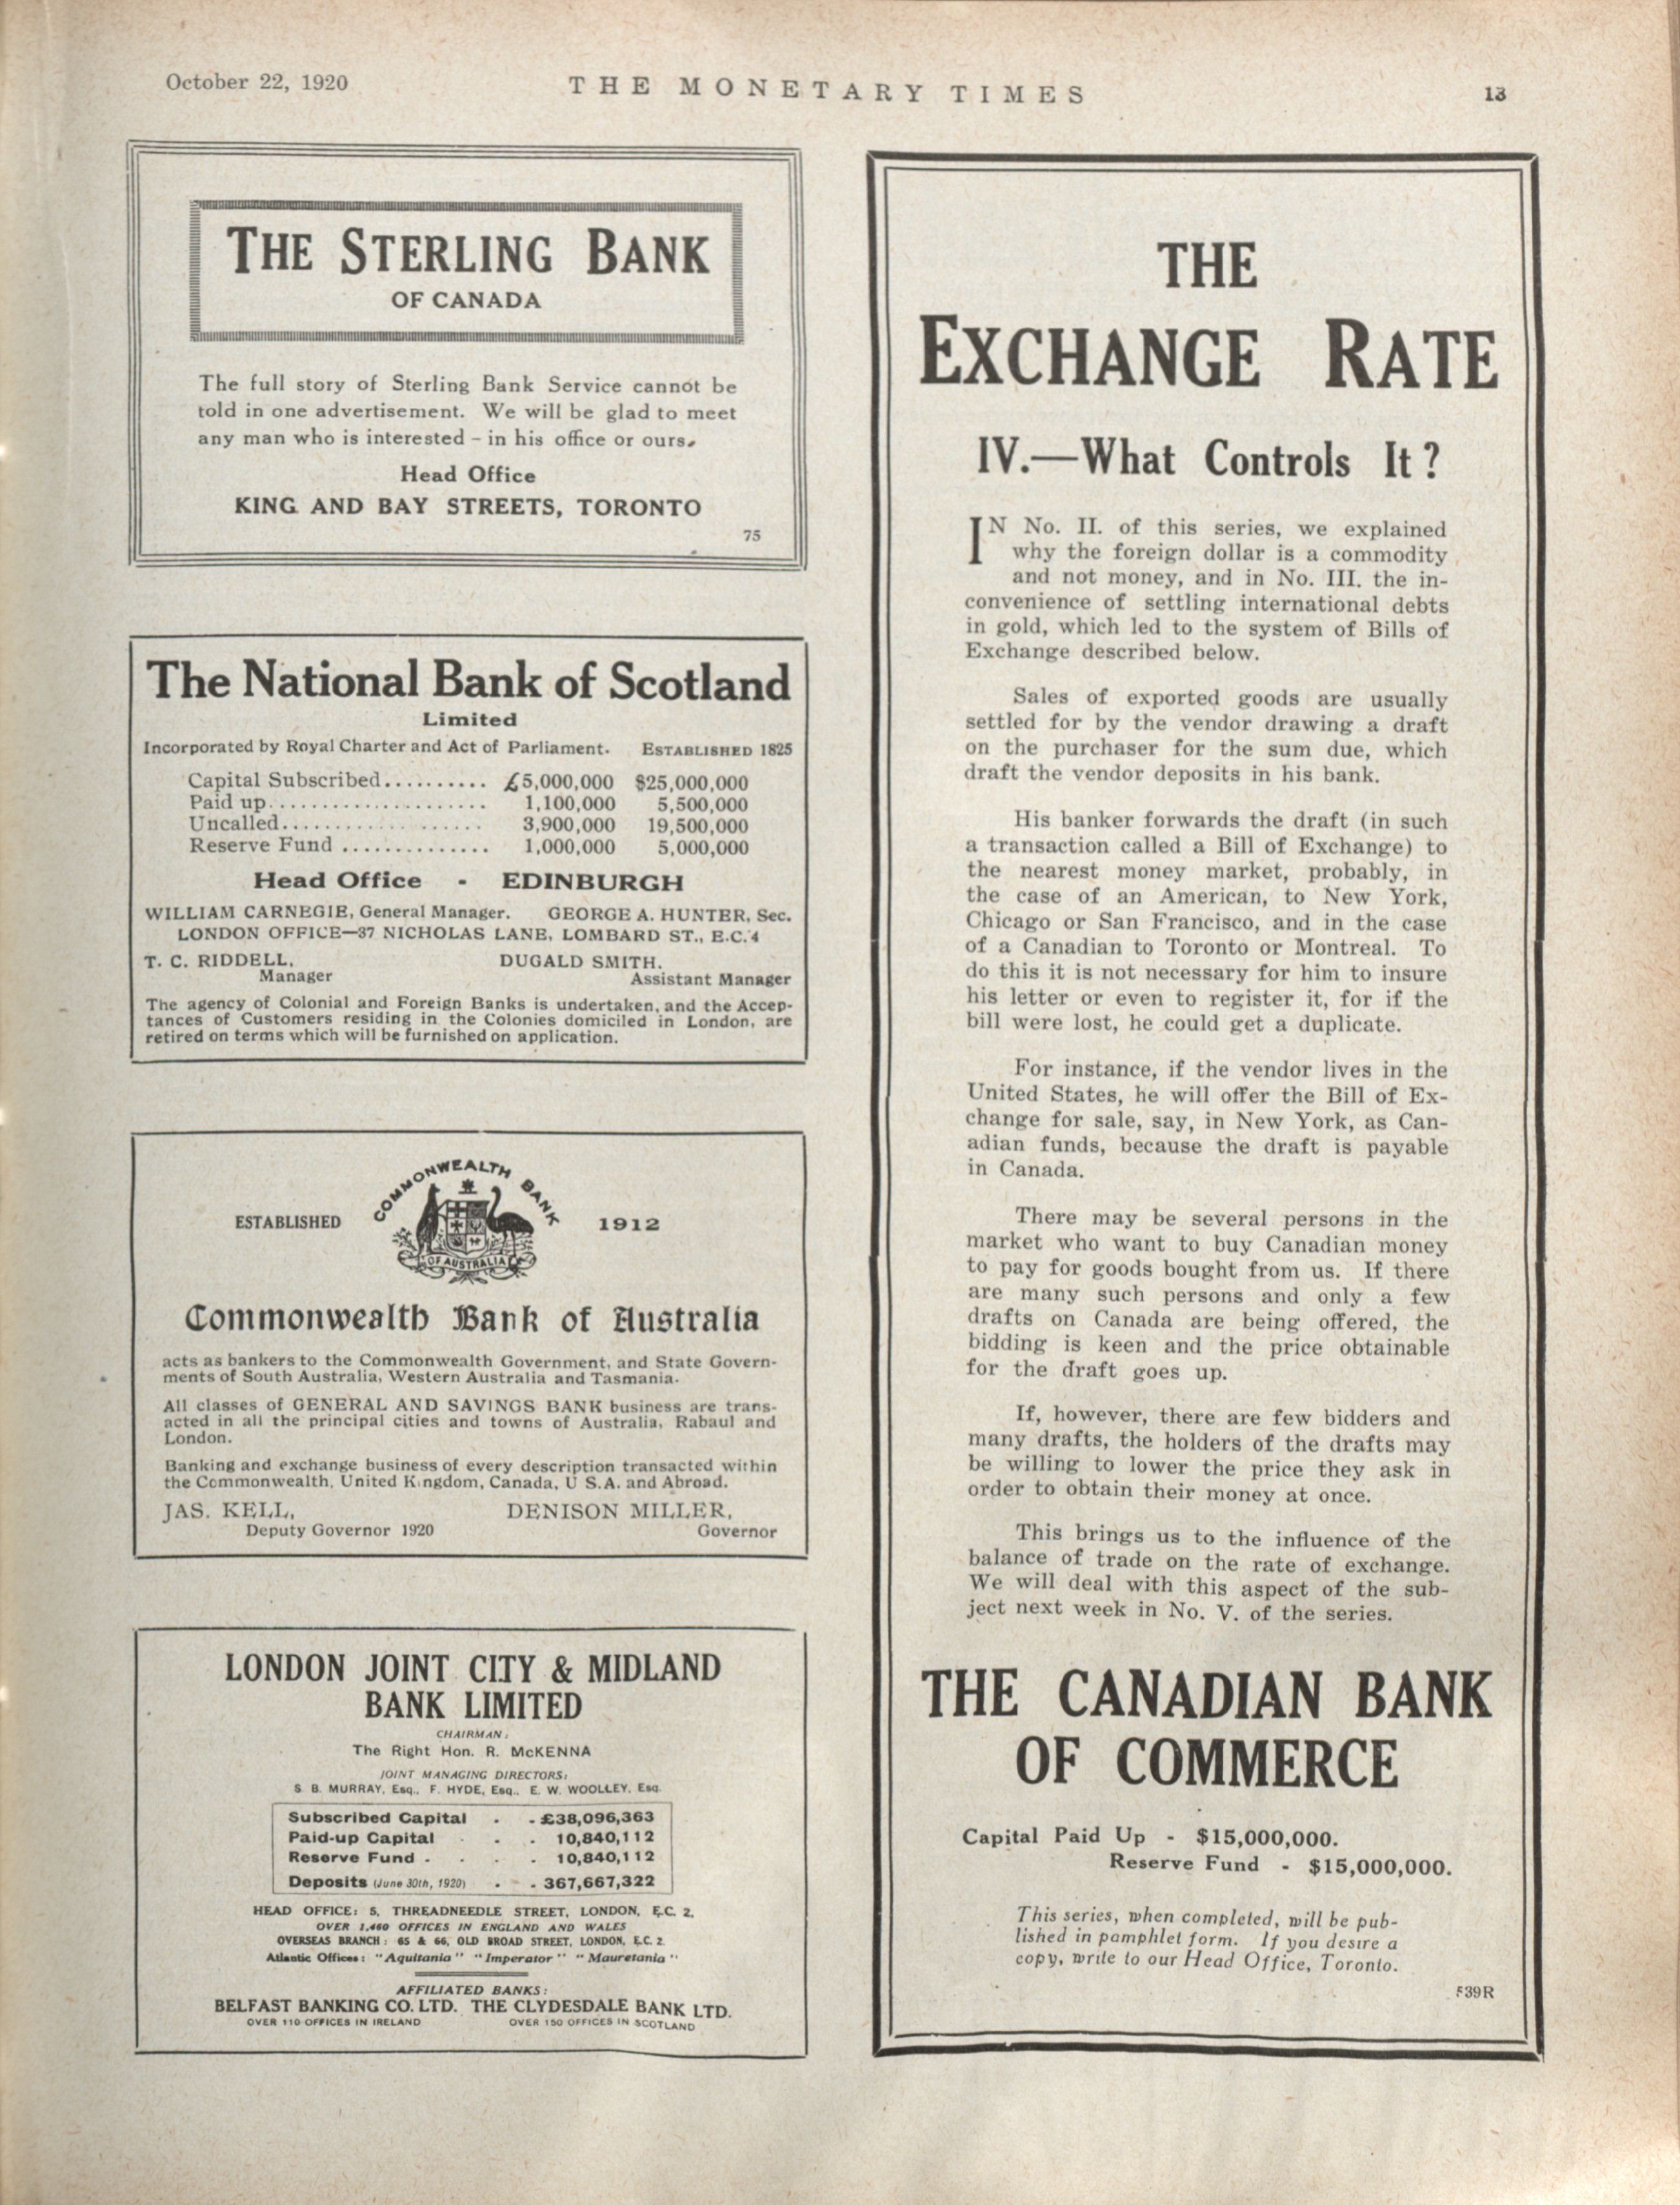 October 22, 1920
THE MONETARY TIMES
13
THE STERLING BANK
OF CANADA
The full story of Sterling Bank Service cannot be
told in one advertisement. We will be glad to meet
any man who is interested – in his office or ours.
Head Office
KING AND BAY STREETS, TORONTO
75
The National Bank of Scotland
Limited
Incorporated by Royal Charter and Act of Parliament. ESTABLISHED 1825
Capital Subscribed.......... £5,000,000 $25,000,000
Paid up..................... 1,100,000 5,500,000
Uncalled................... 3,900,000 19,500,000
Reserve Fund .............. 1,000,000 5,000,000
Head Office - EDINBURGH
WILLIAM CARNEGIE, General Manager. GEORGE A. HUNTER, Sec.
LONDON OFFICE—37 NICHOLAS LANE, LOMBARD ST., E.C.4
T. C. RIDDELL, DUGALD SMITH.
Manager Assistant Manager
The agency of Colonial and Foreign Banks is undertaken, and the Accep-
tances of Customers residing in the Colonies domiciled in London, are
retired on terms which will be furnished on application.
COMMONWEALTH BANK
ESTABLISHED 1912
OF AUSTRALIA
Commonwealth Bank of Australia
acts as bankers to the Commonwealth Government, and State Govern-
ments of South Australia, Western Australia and Tasmania.
All classes of GENERAL AND SAVINGS BANK business are trans-
acted in all the principal cities and towns of Australia, Rabaul and
London.
Banking and exchange business of every description transacted within
the Commonwealth, United Kingdom, Canada, U S.A. and Abroad.
JAS. KELL, DENISON MILLER,
Deputy Governor 1920 Governor
LONDON JOINT CITY & MIDLAND
BANK LIMITED
CHAIRMAN:
The Right Hon. R. McKENNA
JOINT MANAGING DIRECTORS:
S. B. MURRAY, Esq., F. HYDE, Esq., E. W. WOOLLEY, Esq.
Subscribed Capital - - £38,096,363
Paid-up Capital - - - 10,840,112
Reserve Fund - - - - 10,840,112
Deposits (June 30th, 1920) - - - 367,667,322
HEAD OFFICE: 5, THREADNEEDLE STREET, LONDON, E.C. 2.
OVER 1,460 OFFICES IN ENGLAND AND WALES
OVERSEAS BRANCH: 65 & 66, OLD BROAD STREET, LONDON, E.C. 2.
Atlantic Offices: "Aquitania" "Imperator" "Mauretania"
AFFILIATED BANKS:
BELFAST BANKING CO. LTD. THE CLYDESDALE BANK LTD.
OVER 110 OFFICES IN IRELAND OVER 150 OFFICES IN SCOTLAND
THE
EXCHANGE RATE
IV.—What Controls It?
IN No. II. of this series, we explained
why the foreign dollar is a commodity
and not money, and in No. III. the in-
convenience of settling international debts
in gold, which led to the system of Bills of
Exchange described below.
Sales of exported goods are usually
settled for by the vendor drawing a draft
on the purchaser for the sum due, which
draft the vendor deposits in his bank.
His banker forwards the draft (in such
a transaction called a Bill of Exchange) to
the nearest money market, probably, in
the case of an American, to New York,
Chicago or San Francisco, and in the case
of a Canadian to Toronto or Montreal. To
do this it is not necessary for him to insure
his letter or even to register it, for if the
bill were lost, he could get a duplicate.
For instance, if the vendor lives in the
United States, he will offer the Bill of Ex-
change for sale, say, in New York, as Can-
adian funds, because the draft is payable
in Canada.
There may be several persons in the
market who want to buy Canadian money
to pay for goods bought from us. If there
are many such persons and only a few
drafts on Canada are being offered, the
bidding is keen and the price obtainable
for the draft goes up.
If, however, there are few bidders and
many drafts, the holders of the drafts may
be willing to lower the price they ask in
order to obtain their money at once.
This brings us to the influence of the
balance of trade on the rate of exchange.
We will deal with this aspect of the sub-
ject next week in No. V. of the series.
THE CANADIAN BANK
OF COMMERCE
Capital Paid Up - $15,000,000.
Reserve Fund - $15,000,000.
This series, when completed, will be pub-
lished in pamphlet form. If you desire a
copy, write to our Head Office, Toronto.
539R